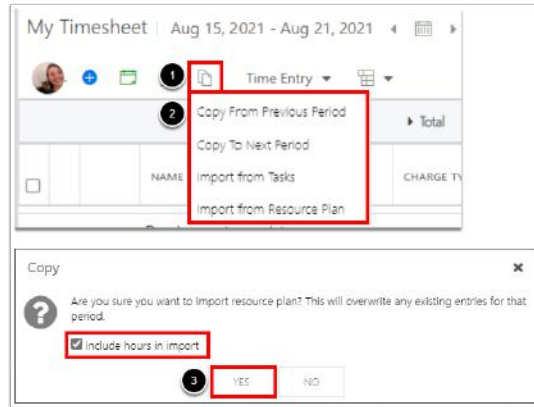 My Timesheet Aug 15, 2021 - Aug 21, 2021
1 Time Entry
2 Copy From Previous Period
Total
Copy To Next Period
NAME Import from Tasks CHARGE TY
Import from Resource Plan
Copy
Are you sure you want to import resource plan? This will overwrite any existing entries for that
period.
Include hours in import
3 YES NO